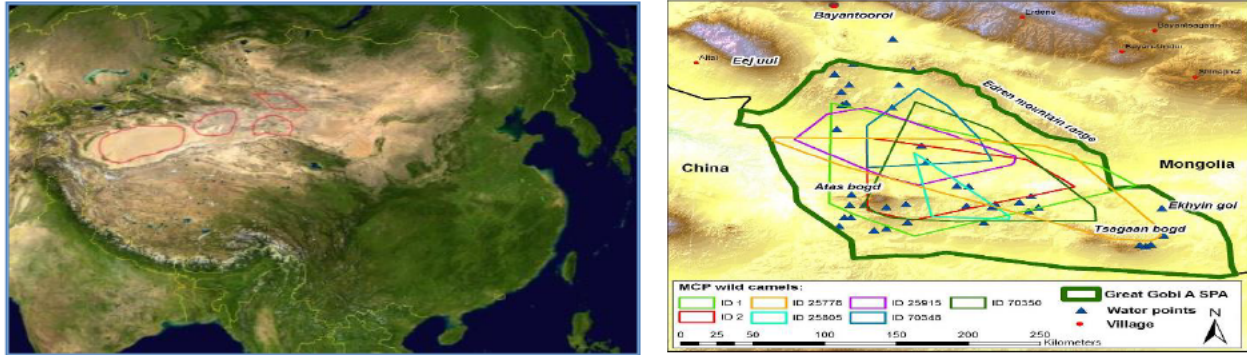 Bayantooroi
Erdene
Bayantsagaan
Altai
Eej uul
Edren mountain range
China
Mongolia
Atas bogd
Ekhyin gol
Tsagaan bogd
MCP wild camels:
ID 1
ID 25778
ID 25915
ID 70350
ID 2
ID 25805
ID 70348
Great Gobi A SPA
Water points
Village
N
0 25 50 100 150 200 250
Kilometers